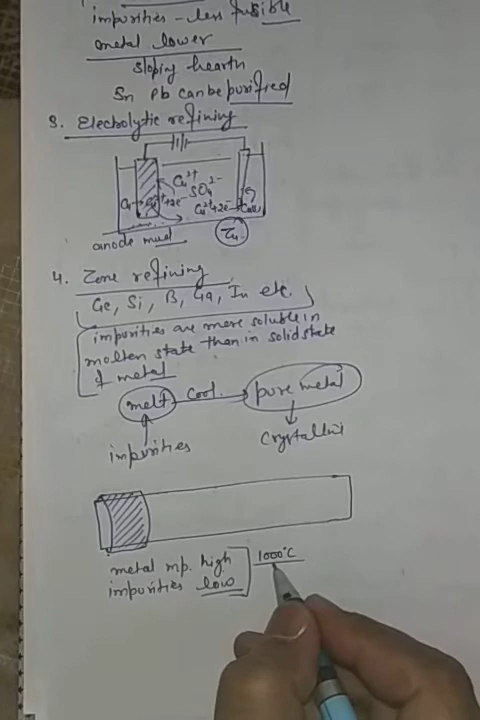 impurities - less fusible
metal lower
sloping hearth
Sn Pb can be purified
3. Electrolytic refining
Cu²⁺
SO₄²⁻
anode mud
4. Zone refining
Ge, Si, B, Ga, In etc.
impurities are more soluble in
molten state than in solid state
of metal
melt cool pure metal
impurities crystallise
metal mp. high 1000°C
impurities low